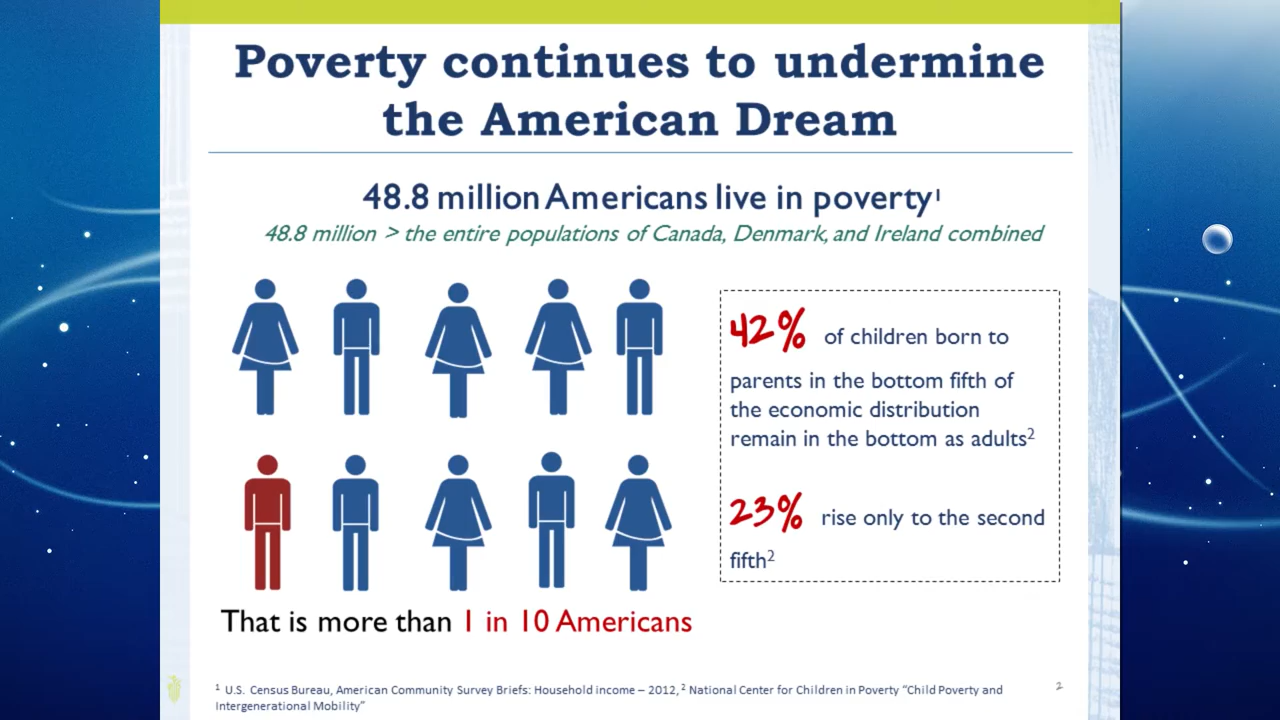 Poverty continues to undermine
the American Dream
48.8 million Americans live in poverty¹
48.8 million > the entire populations of Canada, Denmark, and Ireland combined
42% of children born to
parents in the bottom fifth of
the economic distribution
remain in the bottom as adults²
23% rise only to the second
fifth²
That is more than 1 in 10 Americans
¹ U.S. Census Bureau, American Community Survey Briefs: Household income – 2012, ² National Center for Children in Poverty “Child Poverty and
Intergenerational Mobility”
2